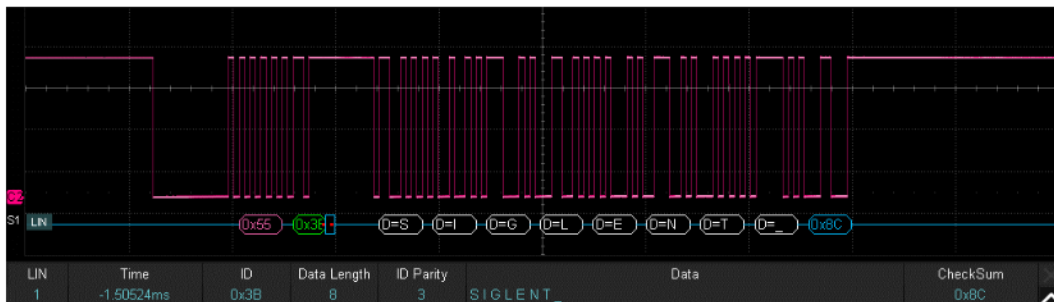 C2
S1 LIN 0x55 0x3B D=S D=I D=G D=L D=E D=N D=T D=_ 0x8C
LIN Time ID Data Length ID Parity Data CheckSum
1 -1.50524ms 0x3B 8 3 SIGLENT_ 0x8C